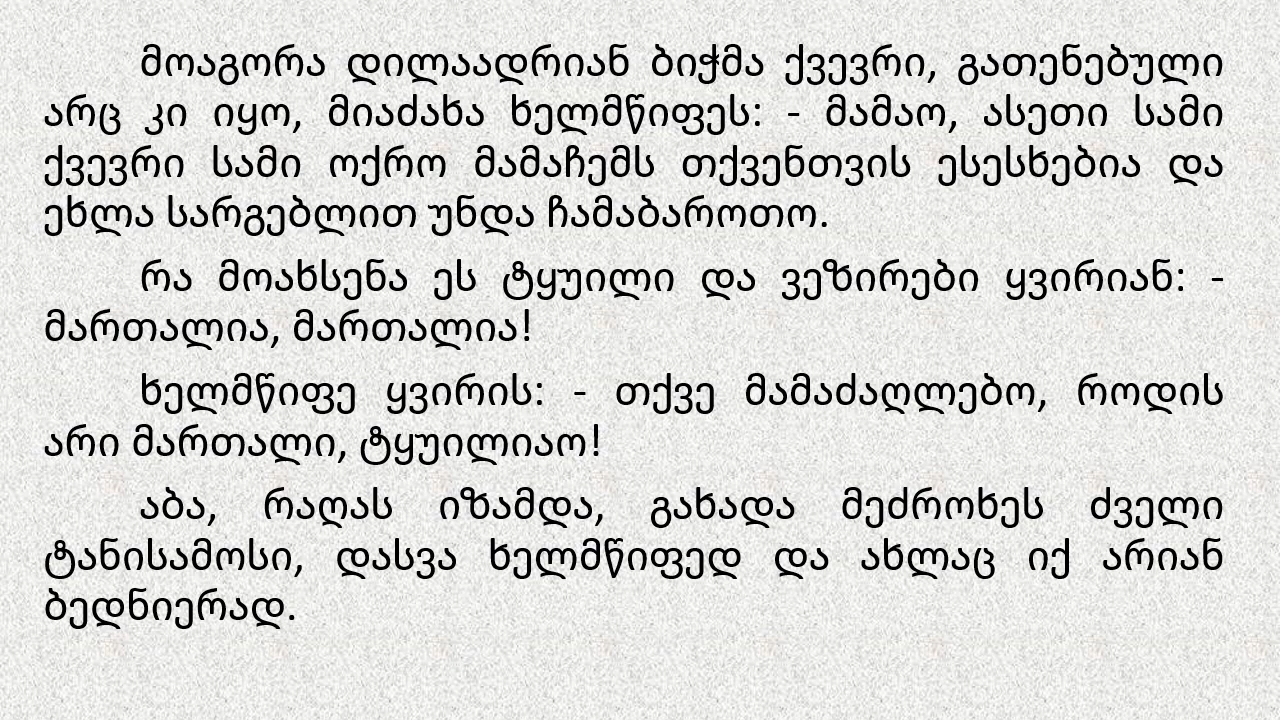 მოაგორა დილაადრიან ბიჭმა ქვევრი, გათენებული
არც კი იყო, მიაძახა ხელმწიფეს: - მამაო, ასეთი სამი
ქვევრი სამი ოქრო მამაჩემს თქვენთვის ესესხებია და
ეხლა სარგებლით უნდა ჩამაბაროთო.
რა მოახსენა ეს ტყუილი და ვეზირები ყვირიან: -
მართალია, მართალია!
ხელმწიფე ყვირის: - თქვე მამაძაღლებო, როდის
არი მართალი, ტყუილიაო!
აბა, რაღას იზამდა, გახადა მეძროხეს ძველი
ტანისამოსი, დასვა ხელმწიფედ და ახლაც იქ არიან
ბედნიერად.